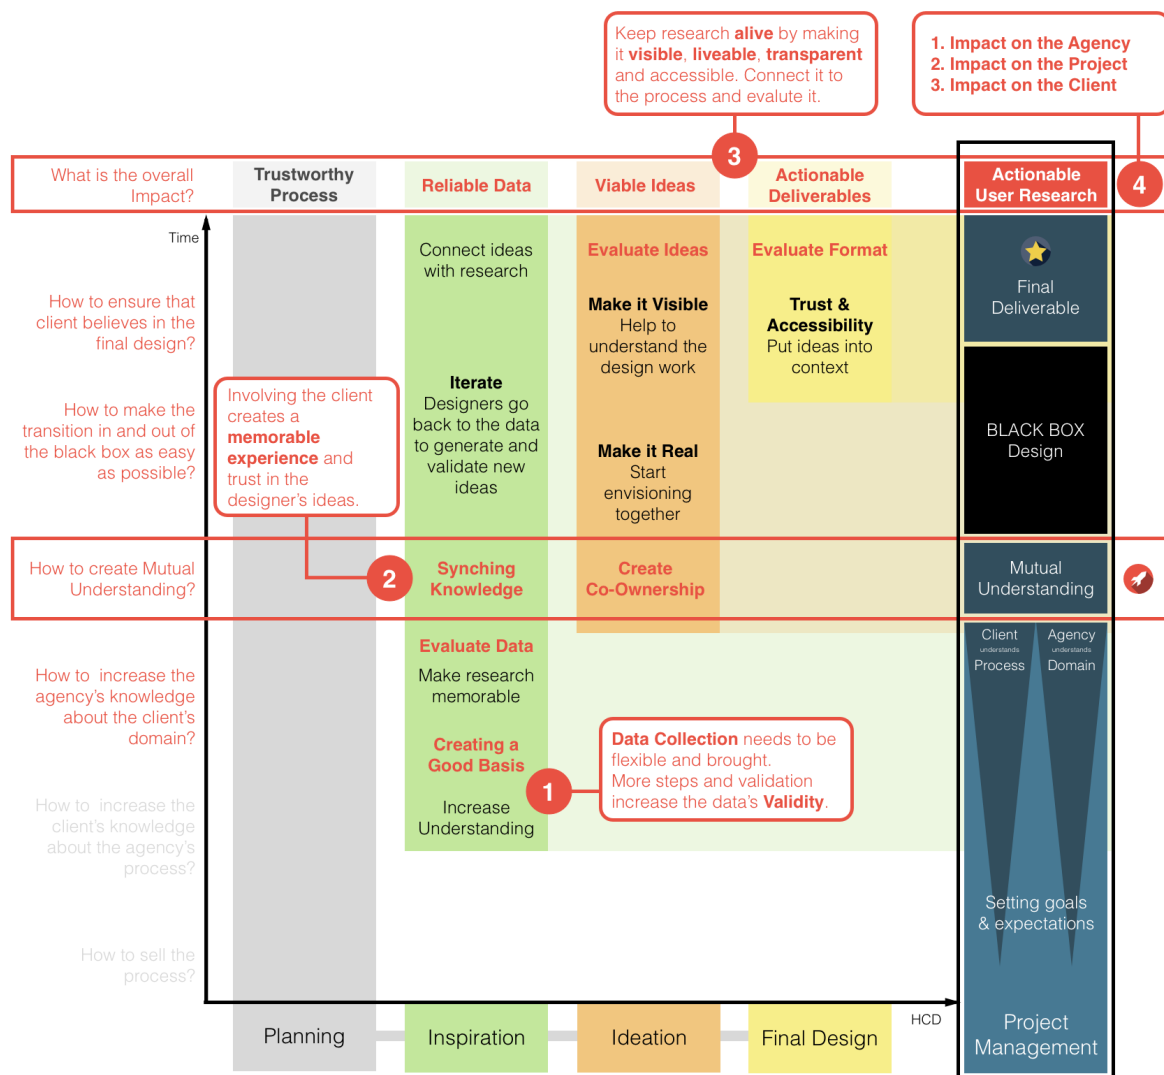 Keep research alive by making
it visible, liveable, transparent
and accessible. Connect it to
the process and evalute it.
1. Impact on the Agency
2. Impact on the Project
3. Impact on the Client
3
What is the overall
Impact?
Trustworthy
Process
Reliable Data
Viable Ideas
Actionable
Deliverables
Actionable
User Research
4
Time
Connect ideas
with research
Evaluate Ideas
Evaluate Format
Final
Deliverable
How to ensure that
client believes in the
final design?
Make it Visible
Help to
understand the
design work
Trust &
Accessibility
Put ideas into
context
Iterate
Designers go
back to the data
to generate and
validate new
ideas
How to make the
transition in and out of
the black box as easy
as possible?
Involving the client
creates a
memorable
experience and
trust in the
designer's ideas.
Make it Real
Start
envisioning
together
BLACK BOX
Design
How to create Mutual
Understanding?
2
Synching
Knowledge
Create
Co-Ownership
Mutual
Understanding
Evaluate Data
Make research
memorable
Client
understands
Process
Agency
understands
Domain
How to increase the
agency's knowledge
about the client's
domain?
Creating a
Good Basis
Increase
Understanding
1
Data Collection needs to be
flexible and brought.
More steps and validation
increase the data's Validity.
How to increase the
client's knowledge
about the agency's
process?
Setting goals
& expectations
How to sell the
process?
HCD
Planning
Inspiration
Ideation
Final Design
Project
Management